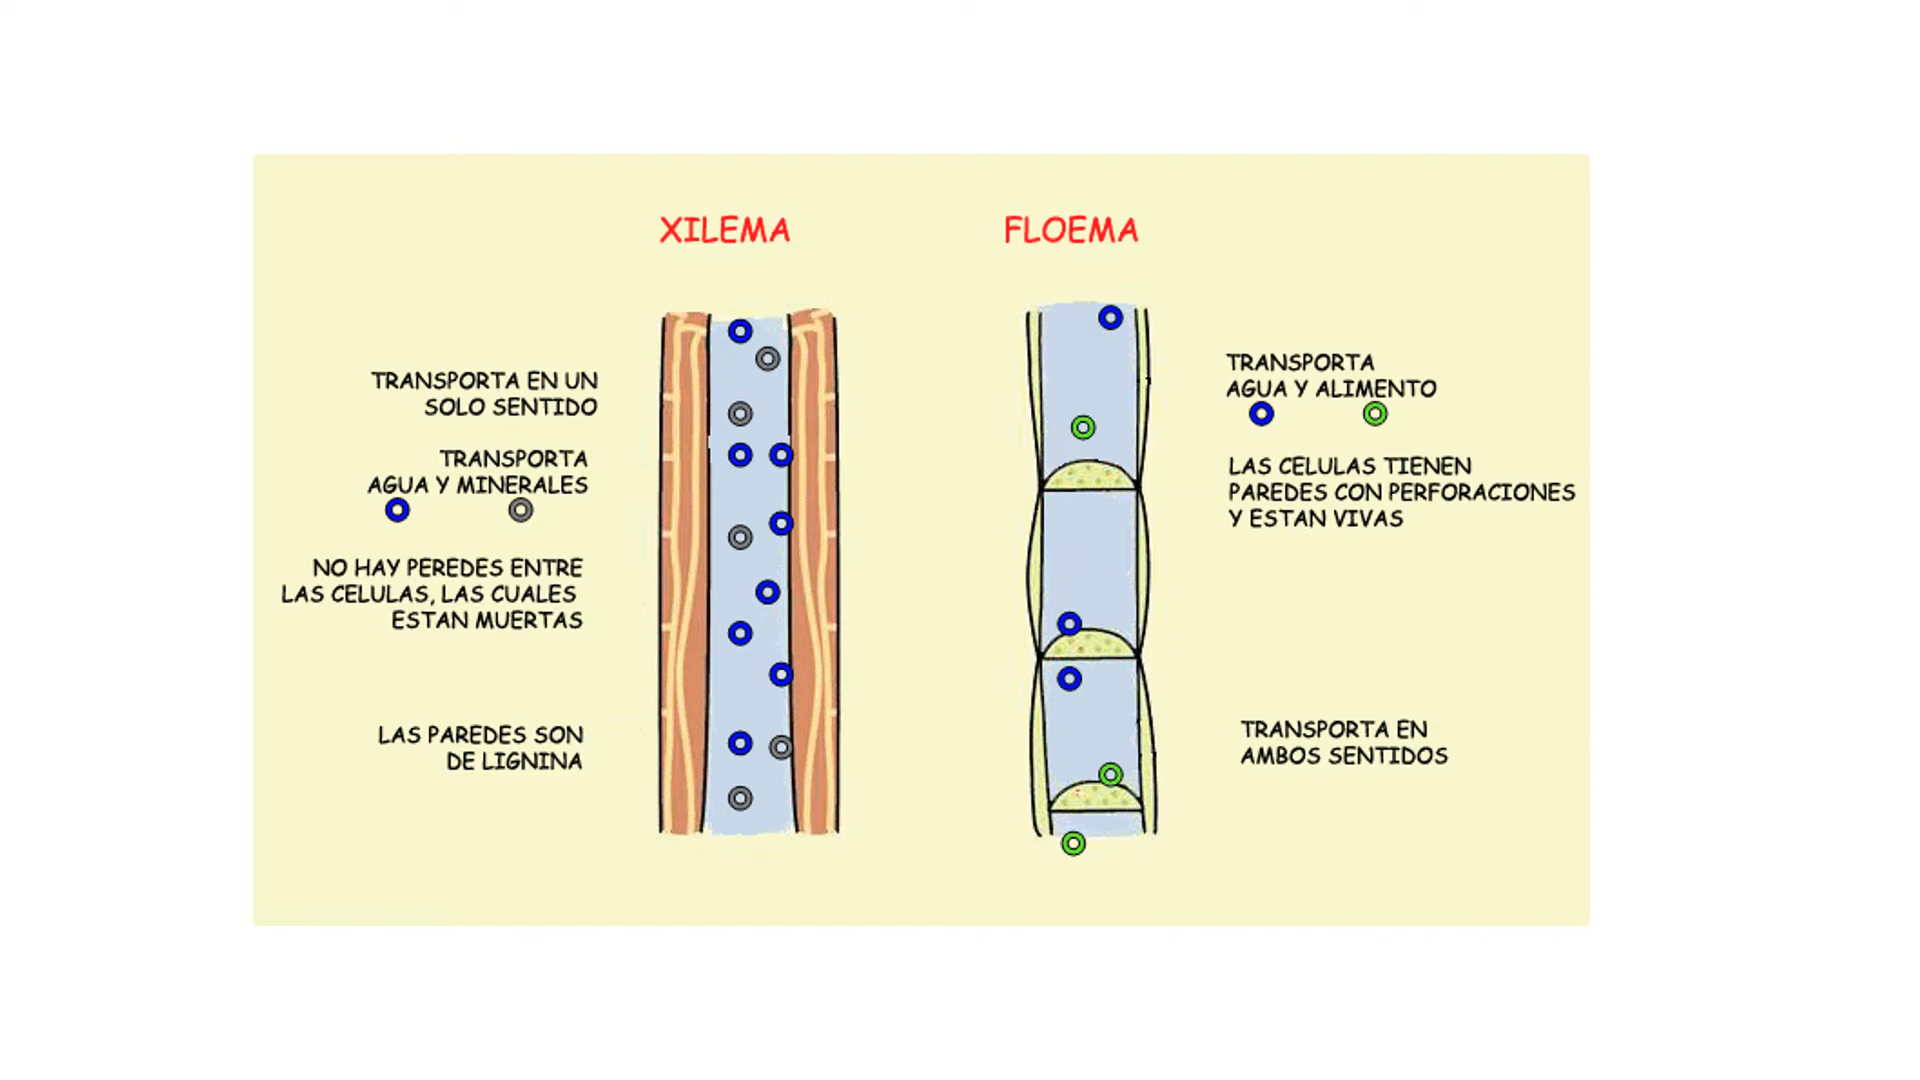 XILEMA
FLOEMA
TRANSPORTA EN UN
SOLO SENTIDO
TRANSPORTA
AGUA Y MINERALES
NO HAY PEREDES ENTRE
LAS CELULAS, LAS CUALES
ESTAN MUERTAS
LAS PAREDES SON
DE LIGNINA
TRANSPORTA
AGUA Y ALIMENTO
LAS CELULAS TIENEN
PAREDES CON PERFORACIONES
Y ESTAN VIVAS
TRANSPORTA EN
AMBOS SENTIDOS